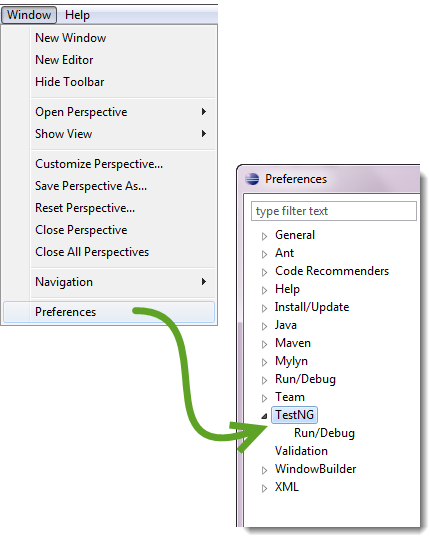 Window Help
New Window
New Editor
Hide Toolbar
Open Perspective
Show View
Customize Perspective...
Save Perspective As...
Reset Perspective...
Close Perspective
Close All Perspectives
Navigation
Preferences
Preferences
type filter text
General
Ant
Code Recommenders
Help
Install/Update
Java
Maven
Mylyn
Run/Debug
Team
TestNG
Run/Debug
Validation
WindowBuilder
XML